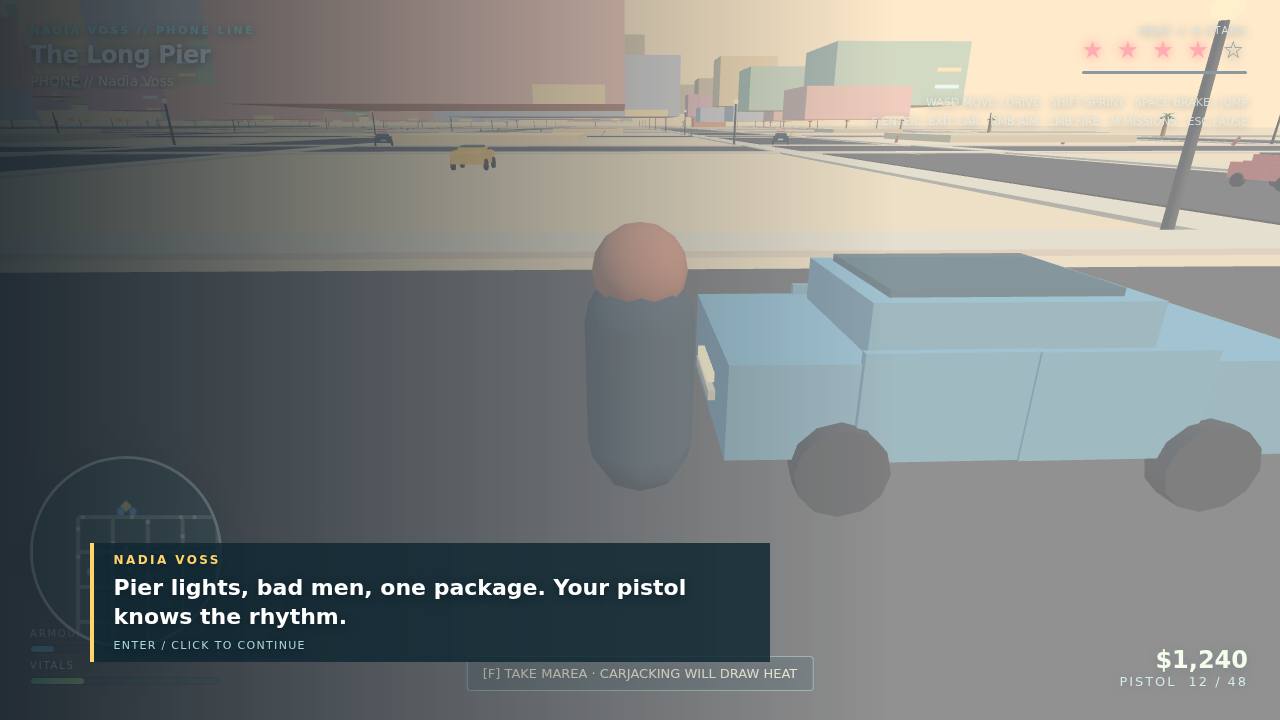 NADIA VOSS // PHONE LINE
The Long Pier
PHONE // Nadia Voss
NADIA VOSS
Pier lights, bad men, one package. Your pistol
knows the rhythm.
ENTER / CLICK TO CONTINUE
ARMOU
VITALS
[F] TAKE MAREA · CARJACKING WILL DRAW HEAT
$1,240
PISTOL 12 / 48